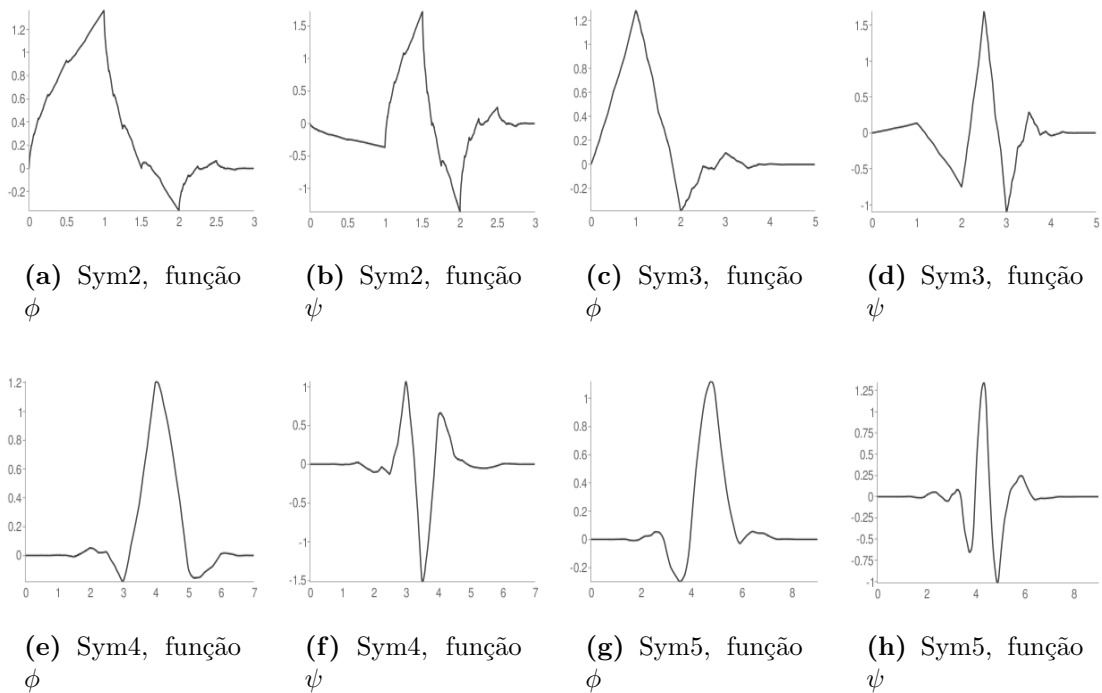 1.2
1
0.8
0.6
0.4
0.2
0
-0.2
0 0.5 1 1.5 2 2.5 3
1.5
1
0.5
0
-0.5
-1
0 0.5 1 1.5 2 2.5 3
1.2
1
0.8
0.6
0.4
0.2
0
-0.2
0 1 2 3 4 5
1.5
1
0.5
0
-0.5
-1
0 1 2 3 4 5
(a) Sym2, função
ϕ
(b) Sym2, função
ψ
(c) Sym3, função
ϕ
(d) Sym3, função
ψ
1.2
1
0.8
0.6
0.4
0.2
0
0 1 2 3 4 5 6 7
1
0.5
0
-0.5
-1
-1.5
0 1 2 3 4 5 6 7
1
0.8
0.6
0.4
0.2
0
-0.2
0 2 4 6 8
1.25
1
0.75
0.5
0.25
0
-0.25
-0.5
-0.75
-1
0 2 4 6 8
(e) Sym4, função
ϕ
(f) Sym4, função
ψ
(g) Sym5, função
ϕ
(h) Sym5, função
ψ